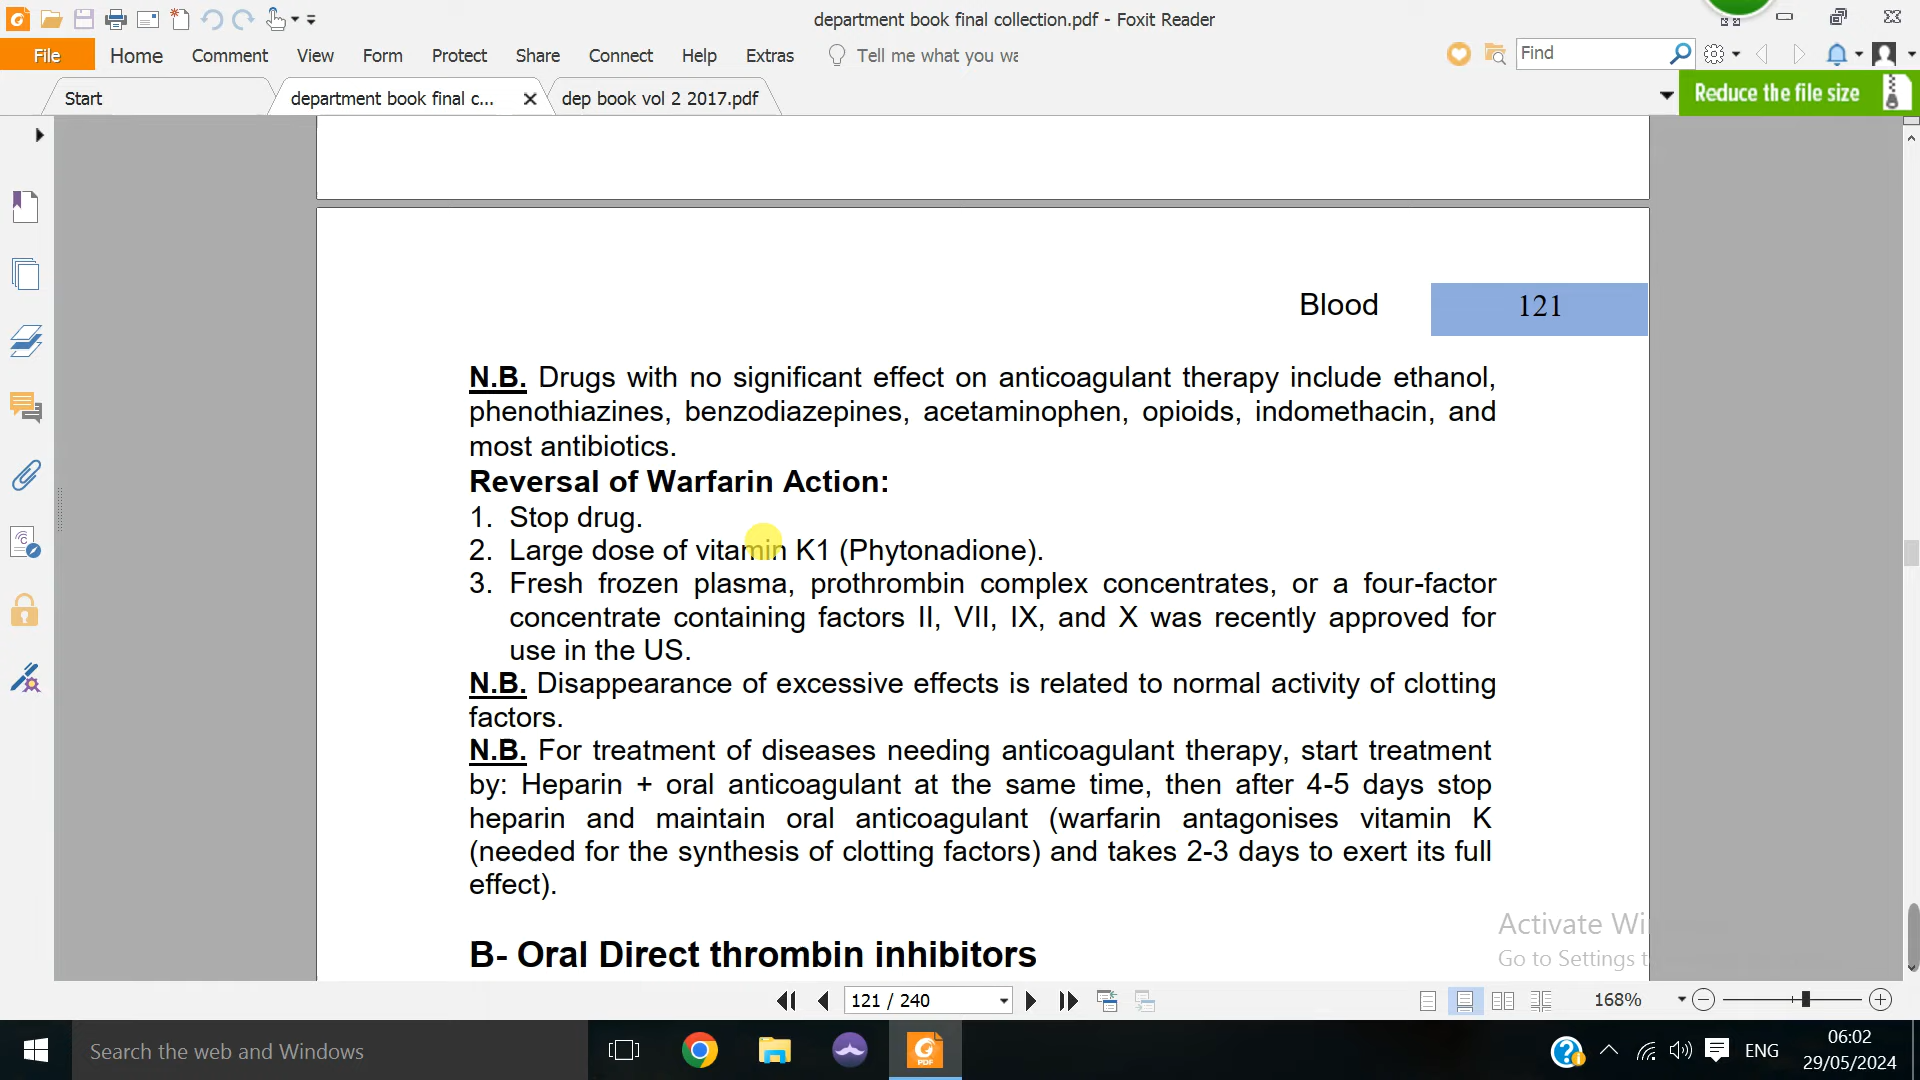 department book final collection.pdf - Foxit Reader
File Home Comment View Form Protect Share Connect Help Extras Tell me what you wa Find
Start department book final c... dep book vol 2 2017.pdf Reduce the file size
Blood 121
N.B. Drugs with no significant effect on anticoagulant therapy include ethanol,
phenothiazines, benzodiazepines, acetaminophen, opioids, indomethacin, and
most antibiotics.
Reversal of Warfarin Action:
1. Stop drug.
2. Large dose of vitamin K1 (Phytonadione).
3. Fresh frozen plasma, prothrombin complex concentrates, or a four-factor
concentrate containing factors II, VII, IX, and X was recently approved for
use in the US.
N.B. Disappearance of excessive effects is related to normal activity of clotting
factors.
N.B. For treatment of diseases needing anticoagulant therapy, start treatment
by: Heparin + oral anticoagulant at the same time, then after 4-5 days stop
heparin and maintain oral anticoagulant (warfarin antagonises vitamin K
(needed for the synthesis of clotting factors) and takes 2-3 days to exert its full
effect).
Activate Wi
B- Oral Direct thrombin inhibitors
Go to Settings t
121 / 240 168%
Search the web and Windows ENG 06:02
29/05/2024